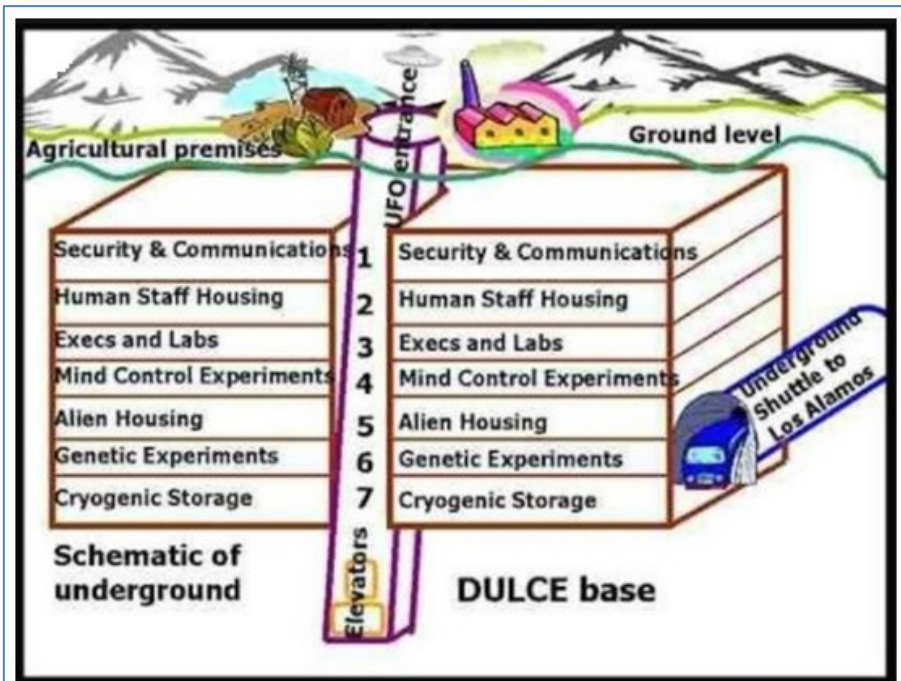 UFO entrance
Agricultural premises
Ground level
Security & Communications
1
Security & Communications
Human Staff Housing
2
Human Staff Housing
Execs and Labs
3
Execs and Labs
Mind Control Experiments
4
Mind Control Experiments
Alien Housing
5
Alien Housing
Genetic Experiments
6
Genetic Experiments
Cryogenic Storage
7
Cryogenic Storage
Underground
Shuttle to
Los Alamos
Elevators
Schematic of
underground
DULCE base